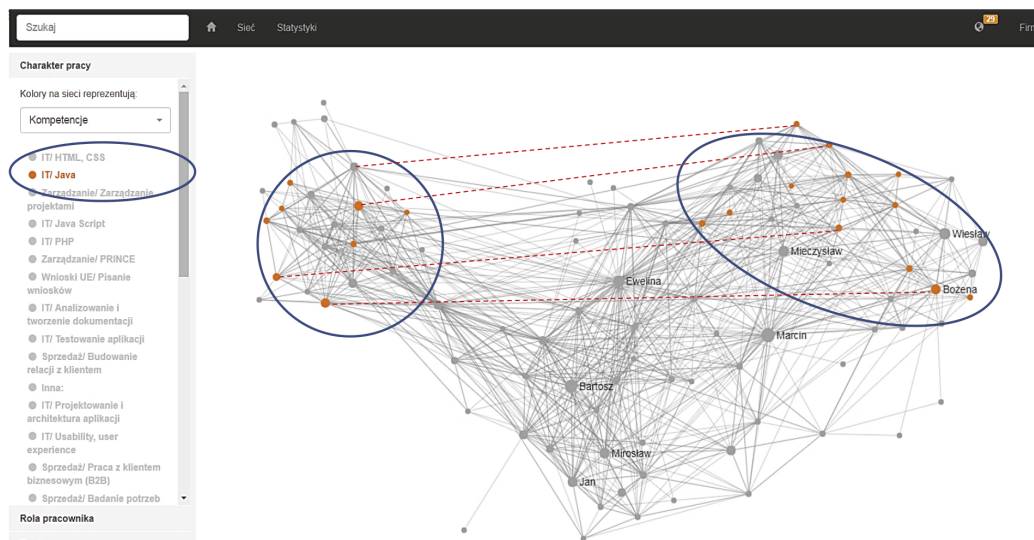 Szukaj
Sieć
Statystyki
29
Firm
Charakter pracy
Kolory na sieci reprezentują:
Kompetencje
IT/ HTML, CSS
IT/ Java
Zarządzanie/ Zarządzanie
projektami
IT/ Java Script
IT/ PHP
Zarządzanie/ PRINCE
Wnioski UE/ Pisanie
wniosków
IT/ Analizowanie i
tworzenie dokumentacji
IT/ Testowanie aplikacji
Sprzedaż/ Budowanie
relacji z klientem
Inna:
IT/ Projektowanie i
architektura aplikacji
IT/ Usability, user
experience
Sprzedaż/ Praca z klientem
biznesowym (B2B)
Sprzedaż/ Badanie potrzeb
Rola pracownika
Wiesław
Mieczysław
Ewelina
Bożena
Marcin
Bartosz
Mirosław
Jan